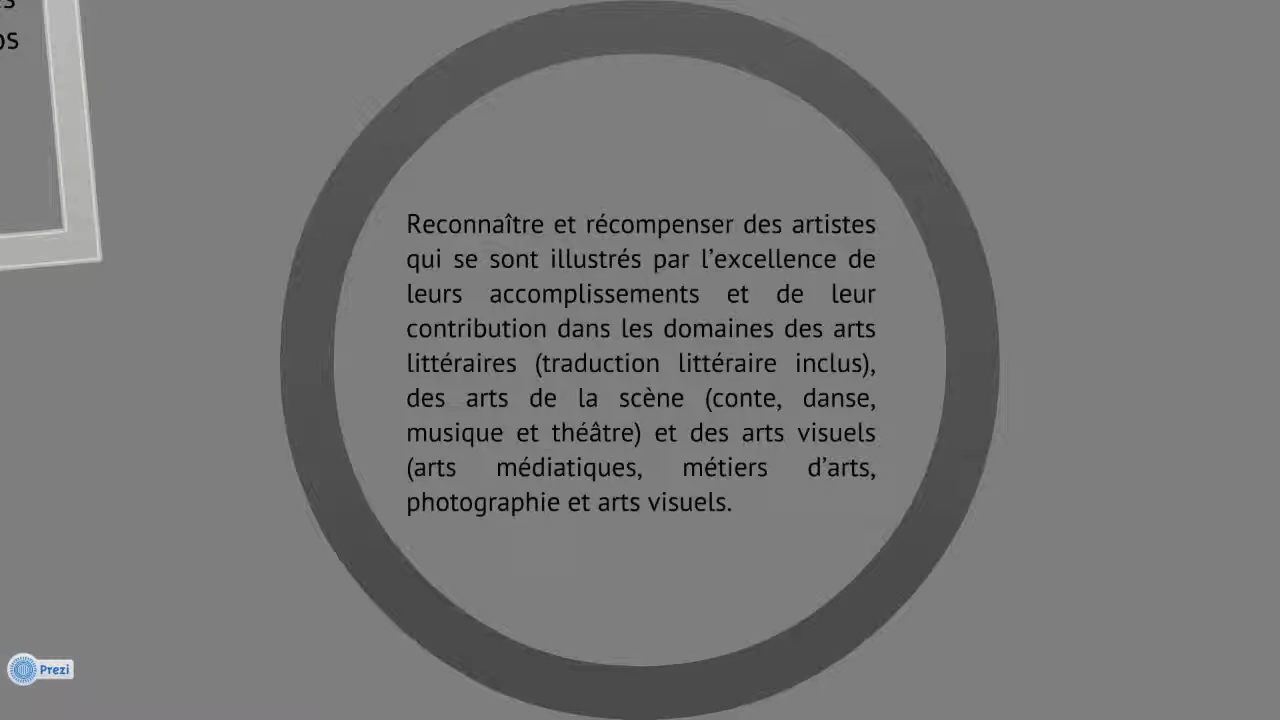 Reconnaître et récompenser des artistes
qui se sont illustrés par l’excellence de
leurs accomplissements et de leur
contribution dans les domaines des arts
littéraires (traduction littéraire inclus),
des arts de la scène (conte, danse,
musique et théâtre) et des arts visuels
(arts médiatiques, métiers d’arts,
photographie et arts visuels.
Prezi